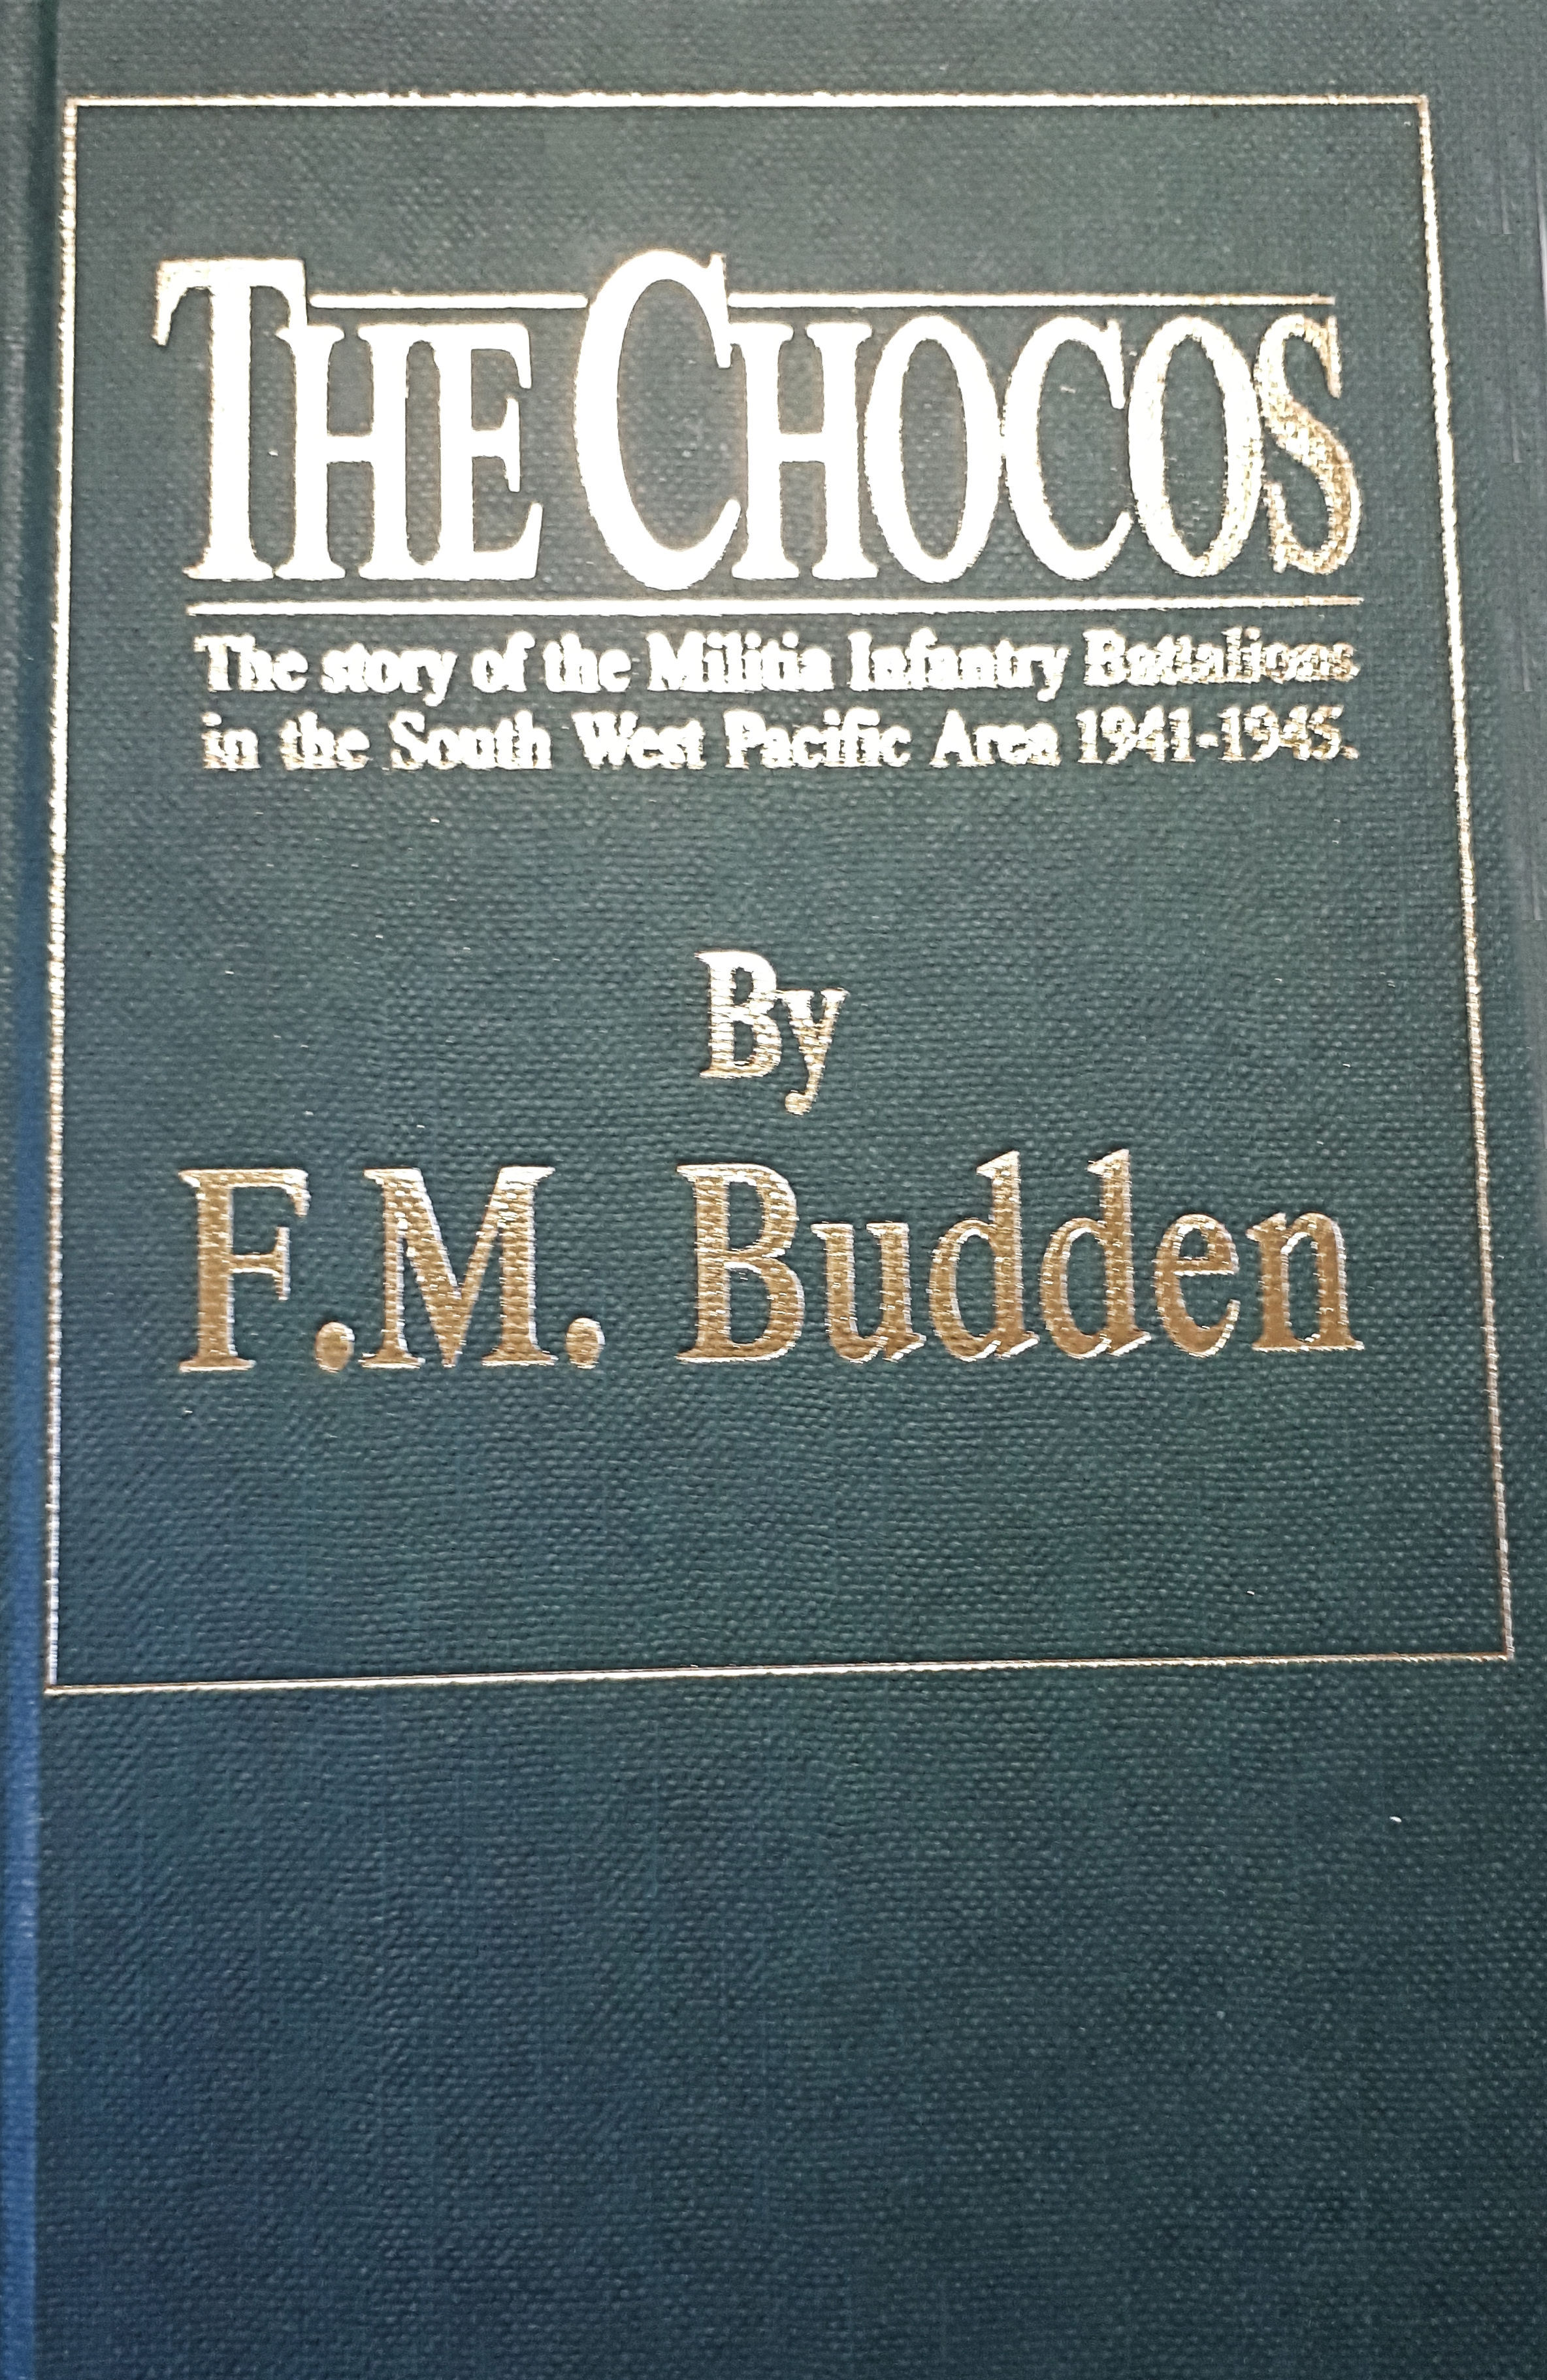 THE CHOCOS
The story of the Militia Infantry Battalions
in the South West Pacific Area 1941-1945.
By
F.M. Budden